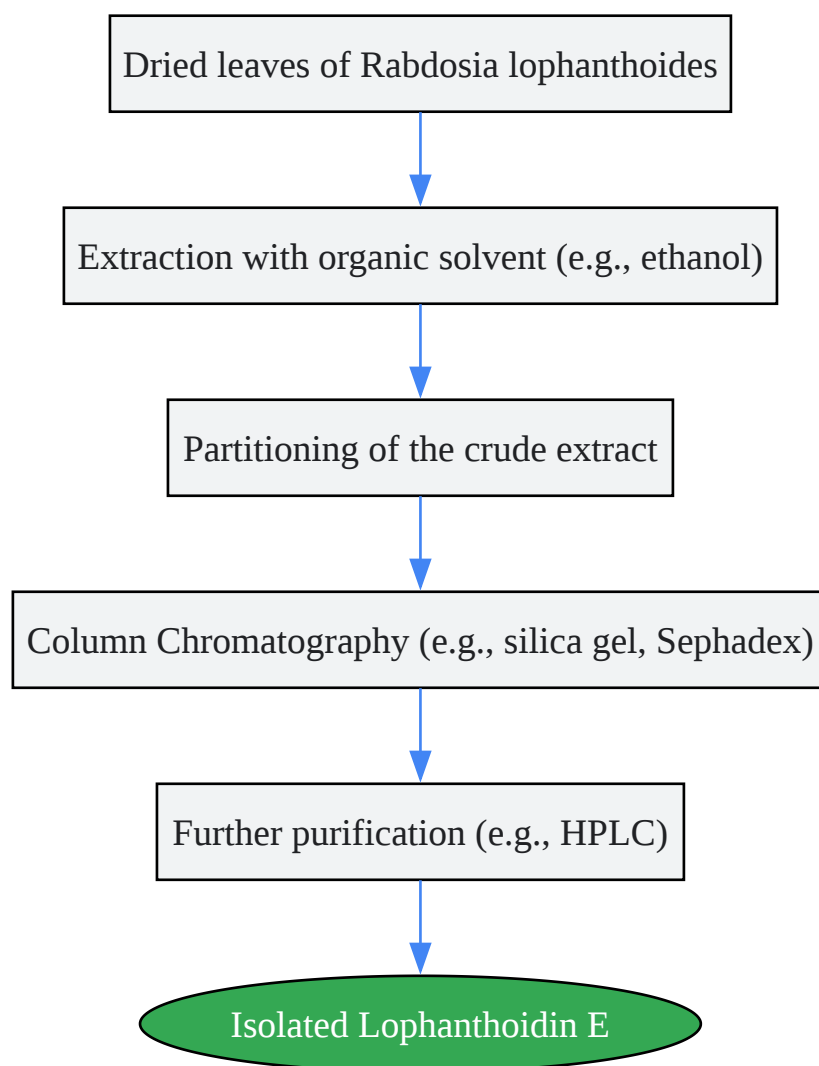 Dried leaves of Rabdosia lophanthoides
Extraction with organic solvent (e.g., ethanol)
Partitioning of the crude extract
Column Chromatography (e.g., silica gel, Sephadex)
Further purification (e.g., HPLC)
Isolated Lophanthoidin E